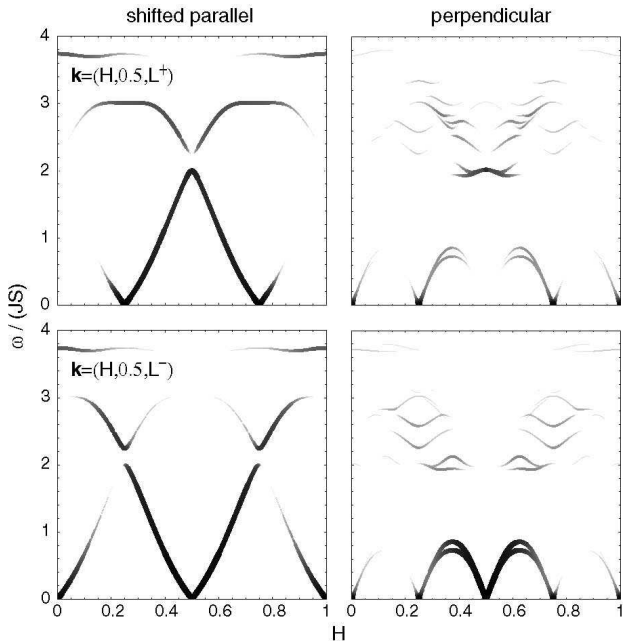 shifted parallel
perpendicular
4
k=(H,0.5,L⁺)
3
2
1
0
ω / (JS)
4
k=(H,0.5,L⁻)
3
2
1
0
0 0.2 0.4 0.6 0.8 1
0 0.2 0.4 0.6 0.8 1
H